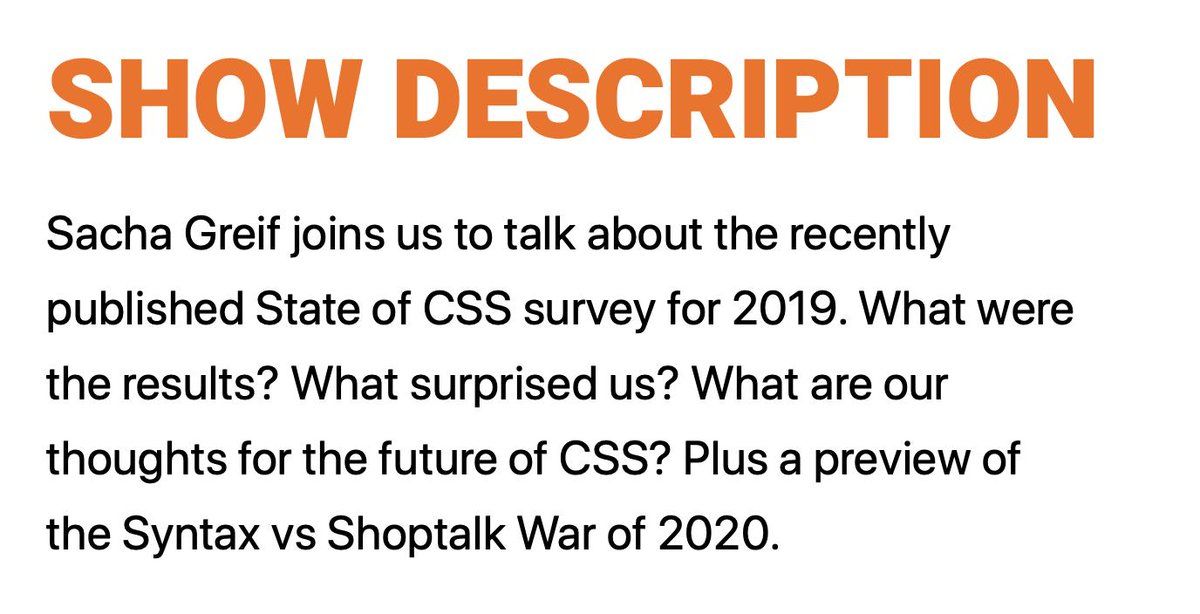 SHOW DESCRIPTION
Sacha Greif joins us to talk about the recently
published State of CSS survey for 2019. What were
the results? What surprised us? What are our
thoughts for the future of CSS? Plus a preview of
the Syntax vs Shoptalk War of 2020.